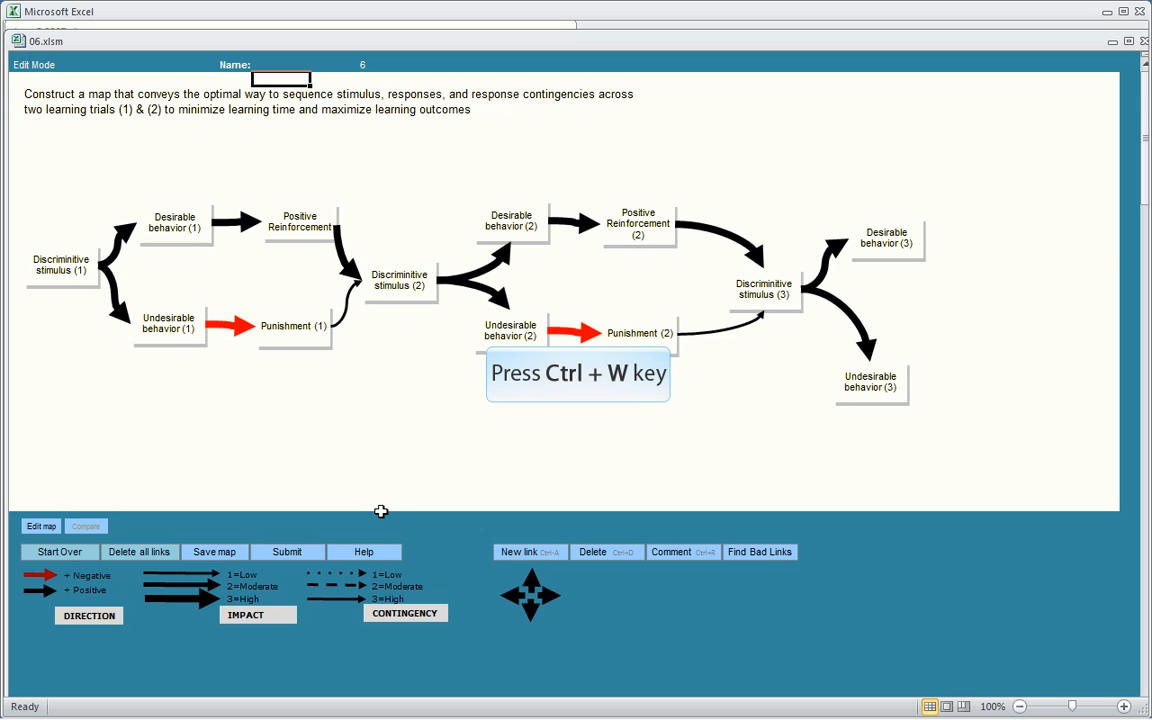 Microsoft Excel
06.xlsm
Edit Mode
Name:
6
Construct a map that conveys the optimal way to sequence stimulus, responses, and response contingencies across
two learning trials (1) & (2) to minimize learning time and maximize learning outcomes
Desirable
behavior (1)
Positive
Reinforcement
Discriminitive
stimulus (1)
Undesirable
behavior (1)
Punishment (1)
Discriminitive
stimulus (2)
Desirable
behavior (2)
Positive
Reinforcement
(2)
Undesirable
behavior (2)
Punishment (2)
Discriminitive
stimulus (3)
Desirable
behavior (3)
Undesirable
behavior (3)
Press Ctrl + W key
Edit map
Compare
Start Over
Delete all links
Save map
Submit
Help
New link Ctrl-A
Delete Ctrl+D
Comment Ctrl+R
Find Bad Links
+ Negative
+ Positive
DIRECTION
1=Low
2=Moderate
3=High
IMPACT
1=Low
2=Moderate
3=High
CONTINGENCY
Ready
100%